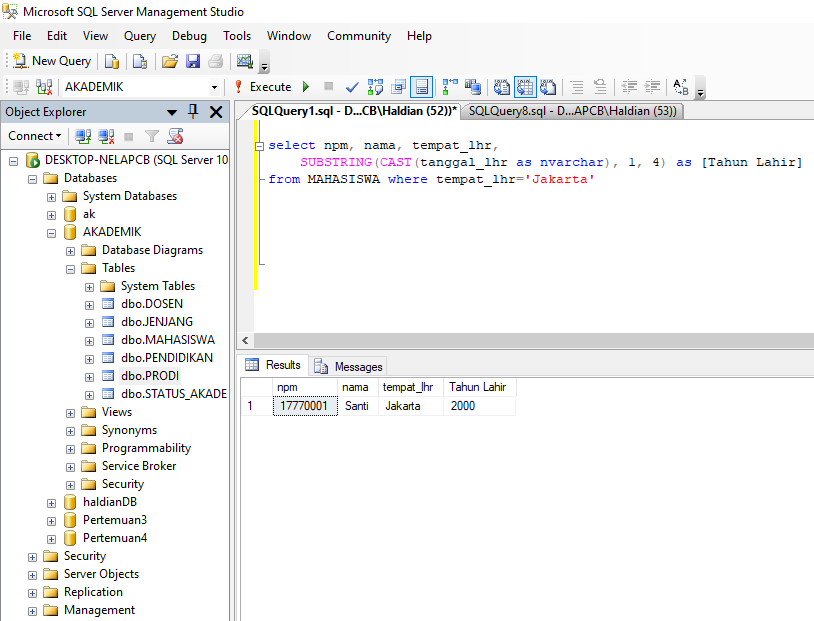 Microsoft SQL Server Management Studio
File Edit View Query Debug Tools Window Community Help
New Query
AKADEMIK
Execute
Object Explorer
Connect
DESKTOP-NELAPCB (SQL Server 10
Databases
System Databases
ak
AKADEMIK
Database Diagrams
Tables
System Tables
dbo.DOSEN
dbo.JENJANG
dbo.MAHASISWA
dbo.PENDIDIKAN
dbo.PRODI
dbo.STATUS_AKADE
Views
Synonyms
Programmability
Service Broker
Security
haldianDB
Pertemuan3
Pertemuan4
Security
Server Objects
Replication
Management
SQLQuery1.sql - D...CB\Haldian (52))* SQLQuery8.sql - D...APCB\Haldian (53))
select npm, nama, tempat_lhr,
SUBSTRING(CAST(tanggal_lhr as nvarchar), 1, 4) as [Tahun Lahir]
from MAHASISWA where tempat_lhr='Jakarta'
Results Messages
npm nama tempat_lhr Tahun Lahir
1 17770001 Santi Jakarta 2000